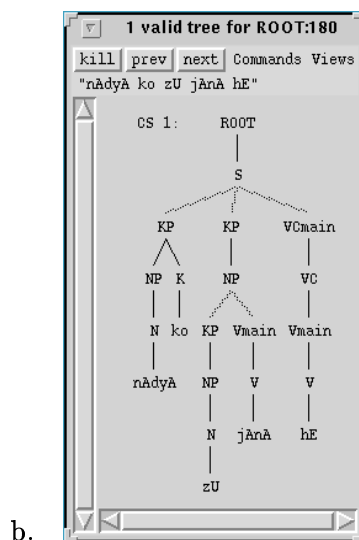 1 valid tree for ROOT:180
kill prev next Commands Views
"nAdyA ko zU jAnA hE"
CS 1: ROOT
S
KP KP VCmain
NP K NP VC
N ko KP Vmain Vmain
nAdyA NP V V
N jAnA hE
zU
b.